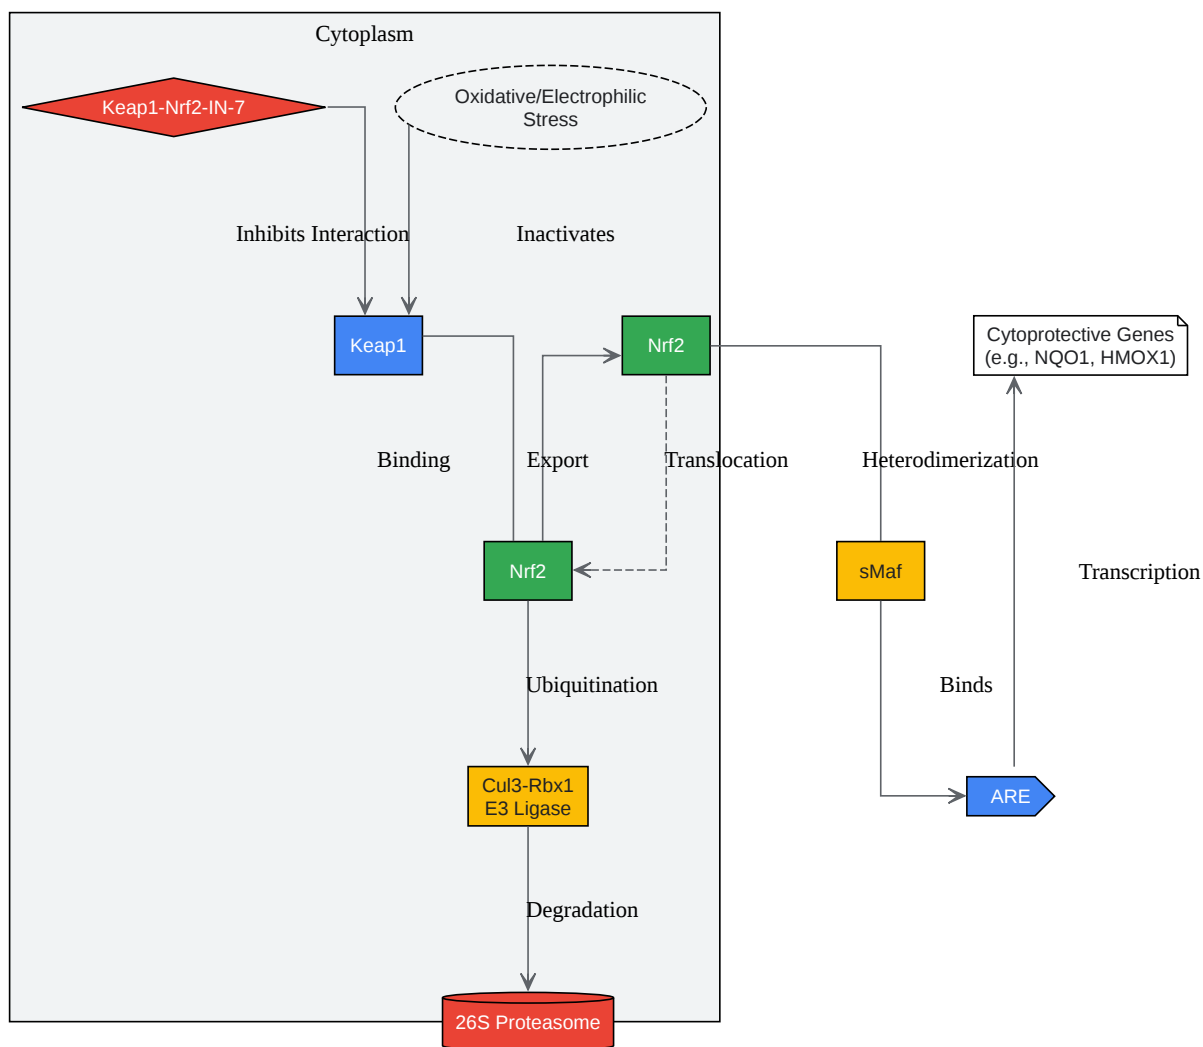 Cytoplasm
Keap1-Nrf2-IN-7
Oxidative/Electrophilic
Stress
Inhibits Interaction
Inactivates
Keap1
Nrf2
Cytoprotective Genes
(e.g., NQO1, HMOX1)
Binding
Export
Translocation
Heterodimerization
Nrf2
sMaf
Transcription
Ubiquitination
Binds
Cul3-Rbx1
E3 Ligase
ARE
Degradation
26S Proteasome